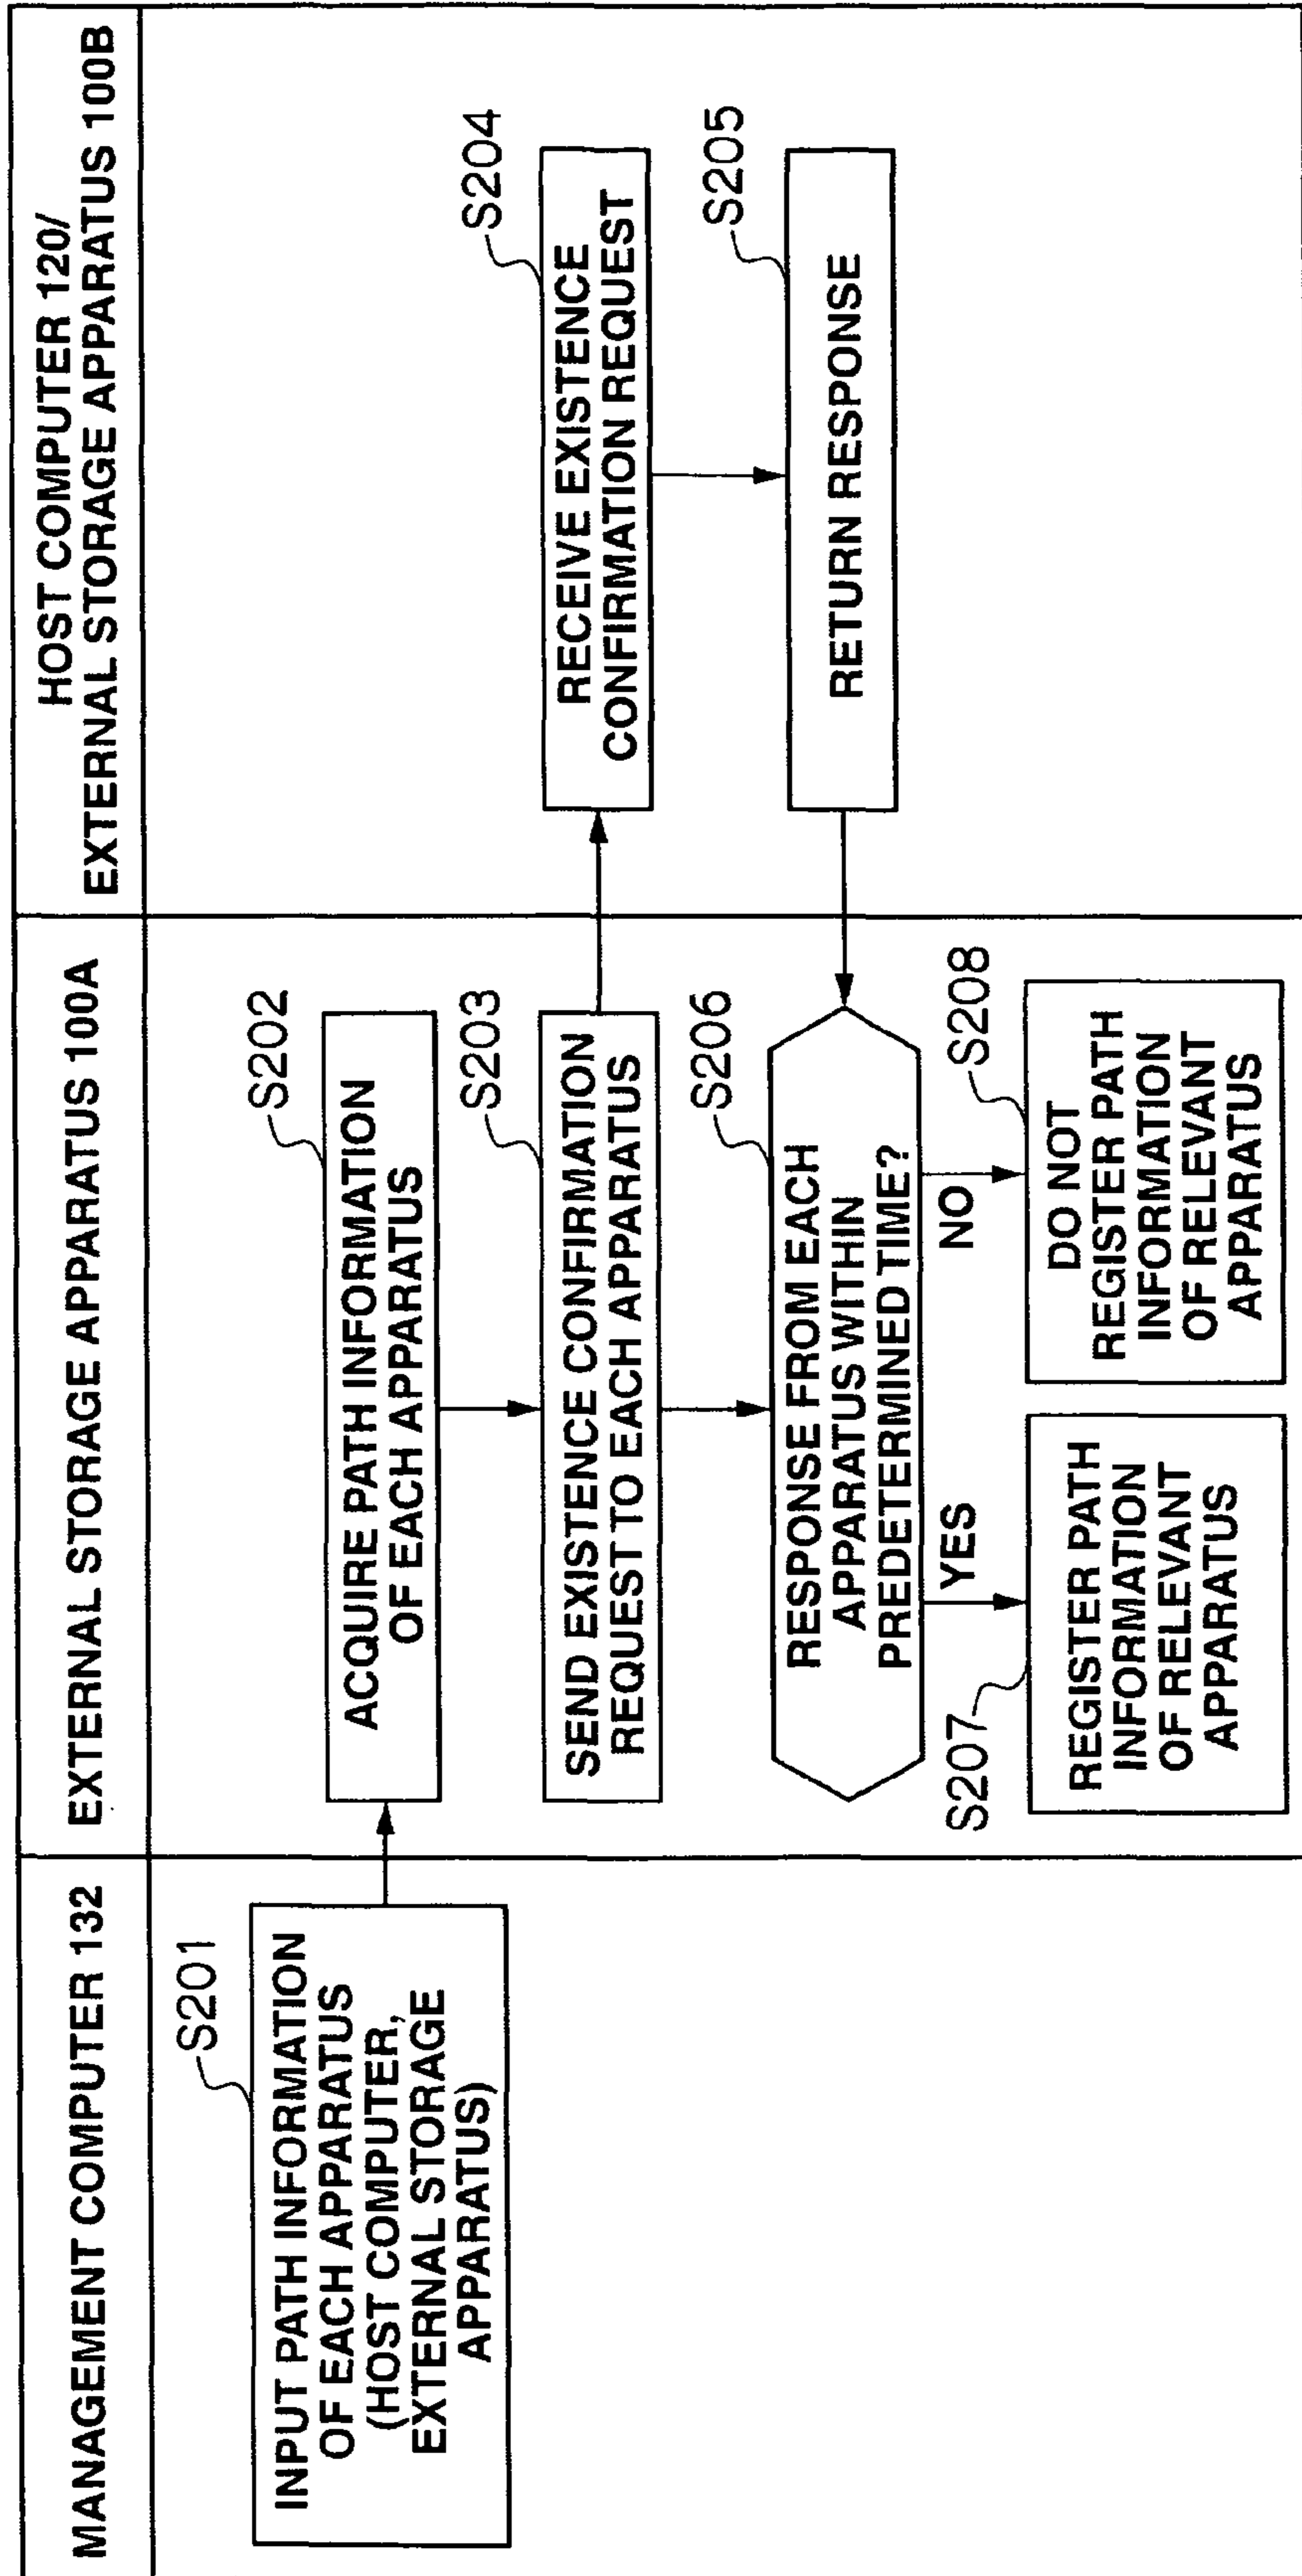 MANAGEMENT COMPUTER 132
EXTERNAL STORAGE APPARATUS 100A
HOST COMPUTER 120/
EXTERNAL STORAGE APPARATUS 100B
S201
INPUT PATH INFORMATION
OF EACH APPARATUS
(HOST COMPUTER,
EXTERNAL STORAGE
APPARATUS)
S202
ACQUIRE PATH INFORMATION
OF EACH APPARATUS
S203
SEND EXISTENCE CONFIRMATION
REQUEST TO EACH APPARATUS
S204
RECEIVE EXISTENCE
CONFIRMATION REQUEST
S205
RETURN RESPONSE
S206
RESPONSE FROM EACH
APPARATUS WITHIN
PREDETERMINED TIME?
YES
NO
S207
REGISTER PATH
INFORMATION
OF RELEVANT
APPARATUS
S208
DO NOT
REGISTER PATH
INFORMATION
OF RELEVANT
APPARATUS